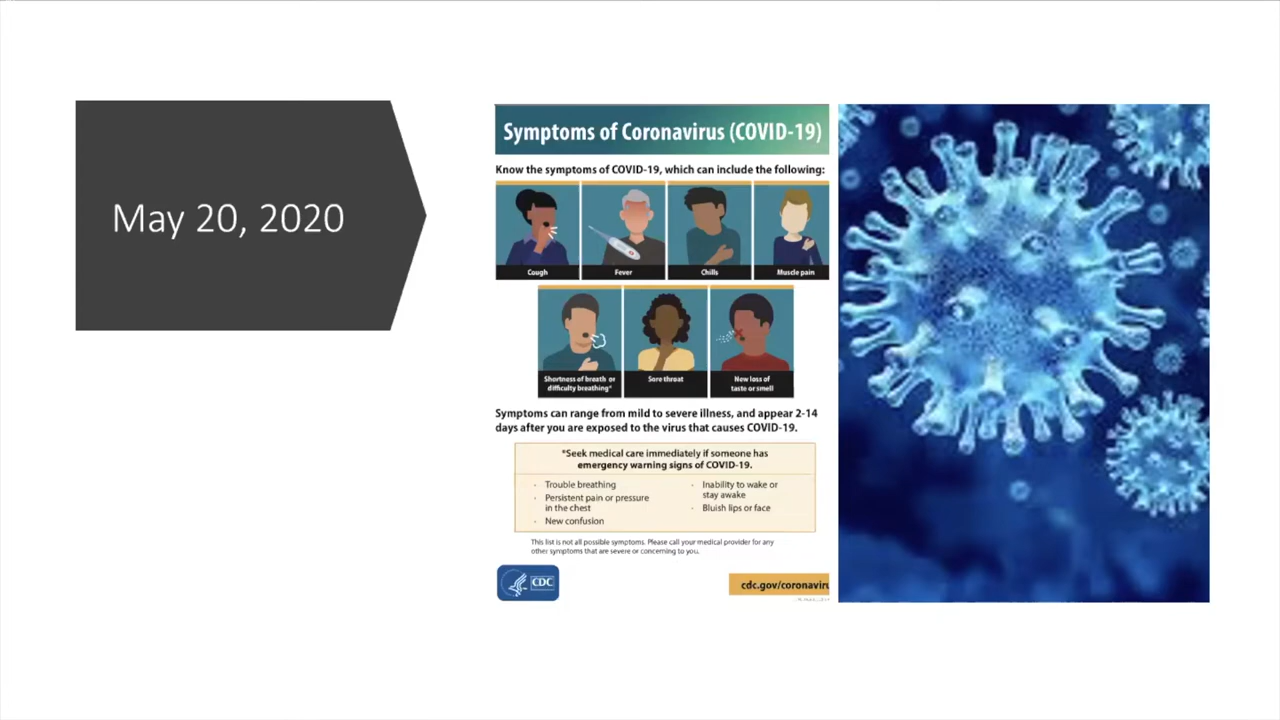 May 20, 2020
Symptoms of Coronavirus (COVID-19)
Know the symptoms of COVID-19, which can include the following:
Cough
Fever
Chills
Muscle pain
Shortness of breath or
difficulty breathing*
Sore throat
New loss of
taste or smell
Symptoms can range from mild to severe illness, and appear 2-14
days after you are exposed to the virus that causes COVID-19.
*Seek medical care immediately if someone has
emergency warning signs of COVID-19.
· Trouble breathing
· Persistent pain or pressure
in the chest
· New confusion
· Inability to wake or
stay awake
· Bluish lips or face
This list is not all possible symptoms. Please call your medical provider for any
other symptoms that are severe or concerning to you.
CDC
cdc.gov/coronaviru